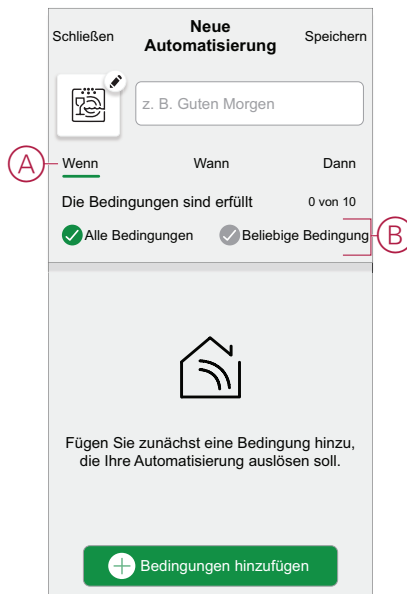 Schließen
Neue
Automatisierung
Speichern
z. B. Guten Morgen
A
Wenn
Wann
Dann
Die Bedingungen sind erfüllt
0 von 10
Alle Bedingungen
Beliebige Bedingung
B
Fügen Sie zunächst eine Bedingung hinzu,
die Ihre Automatisierung auslösen soll.
Bedingungen hinzufügen